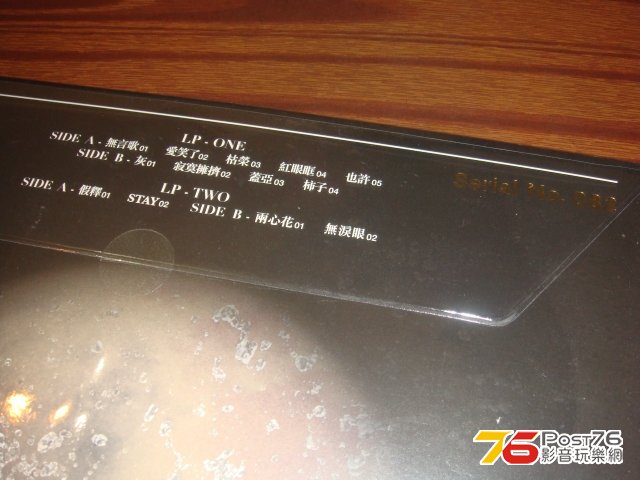 LP - ONE
SIDE A - 無言歌01 愛笑了02 枯榮03 紅眼眶04 也許05
SIDE B - 灰01 寂寞擁擠02 蓋亞03 柿子04
LP - TWO
SIDE A - 假釋01 STAY02 SIDE B - 兩心花01 無淚眼02
Serial No.
76 POST76
影音玩樂網